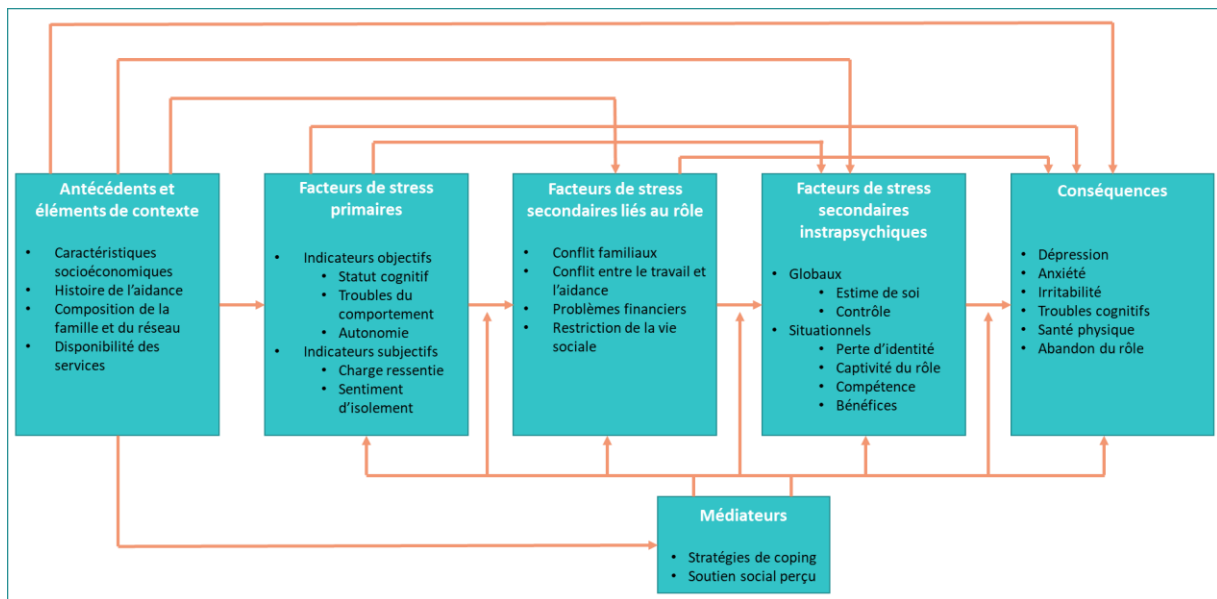 Antécédents et
éléments de contexte
• Caractéristiques
socioéconomiques
• Histoire de l'aidance
• Composition de la
famille et du réseau
• Disponibilité des
services
Facteurs de stress
primaires
• Indicateurs objectifs
• Statut cognitif
• Troubles du
comportement
• Autonomie
• Indicateurs subjectifs
• Charge ressentie
• Sentiment
d'isolement
Facteurs de stress
secondaires liés au rôle
• Conflit familiaux
• Conflit entre le travail et
l'aidance
• Problèmes financiers
• Restriction de la vie
sociale
Facteurs de stress
secondaires
instrapsychiques
• Globaux
• Estime de soi
• Contrôle
• Situationnels
• Perte d'identité
• Captivité du rôle
• Compétence
• Bénéfices
Conséquences
• Dépression
• Anxiété
• Irritabilité
• Troubles cognitifs
• Santé physique
• Abandon du rôle
Médiateurs
• Stratégies de coping
• Soutien social perçu